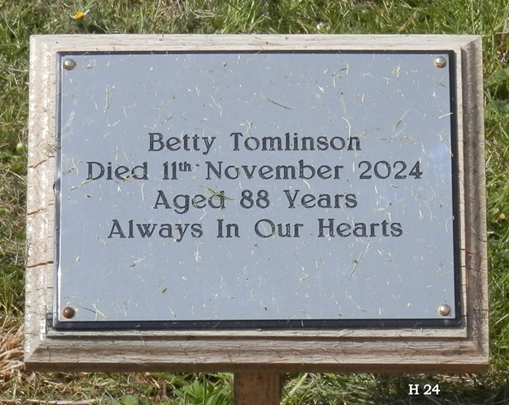 Betty Tomlinson
Died 11th November 2024
Aged 88 Years
Always In Our Hearts
H 24